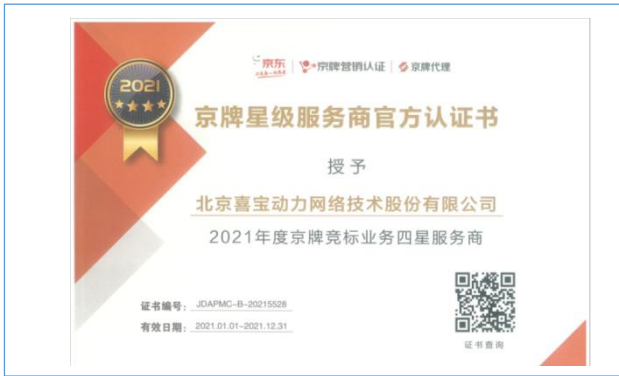 2021
京东
京牌营销认证
京牌代理
京牌星级服务商官方认证书
授予
北京喜宝动力网络技术股份有限公司
2021年度京牌竞标业务四星服务商
证书编号: JDAPMC-B-20215528
有效日期: 2021.01.01-2021.12.31
证书查询